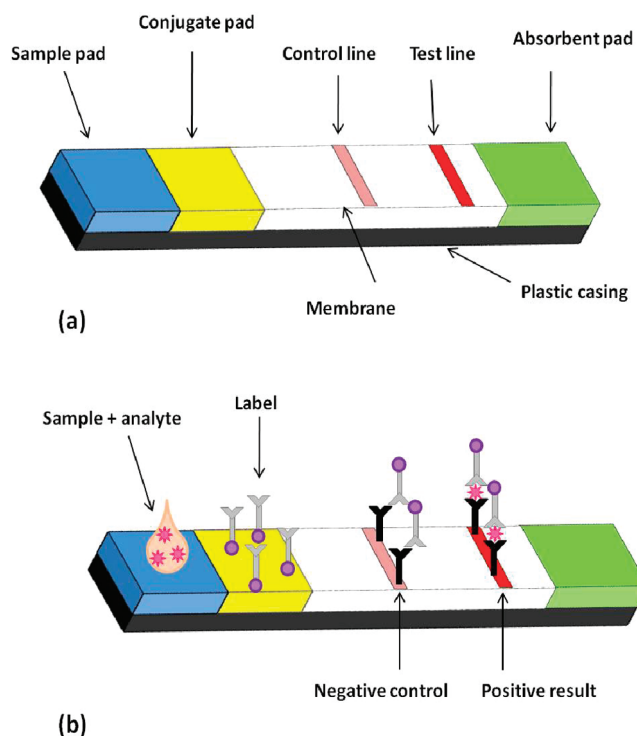 Conjugate pad
Sample pad
Control line
Test line
Absorbent pad
Membrane
Plastic casing
(a)
Sample + analyte
Label
Negative control
Positive result
(b)